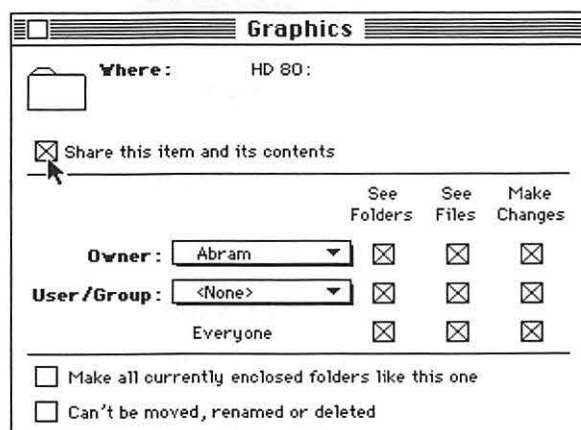 Graphics
Where: HD 80:
Share this item and its contents
See See Make
Folders Files Changes
Owner: Abram
User/Group: <None>
Everyone
Make all currently enclosed folders like this one
Can't be moved, renamed or deleted